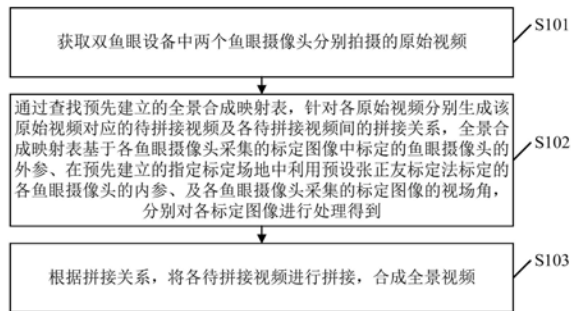 获取双鱼眼设备中两个鱼眼摄像头分别拍摄的原始视频
S101
通过查找预先建立的全景合成映射表，针对各原始视频分别生成该
原始视频对应的待拼接视频及各待拼接视频间的拼接关系，全景合
成映射表基于各鱼眼摄像头采集的标定图像中标定的鱼眼摄像头的
外参、在预先建立的指定标定场地中利用预设张正友标定法标定的
各鱼眼摄像头的内参、及各鱼眼摄像头采集的标定图像的视场角，
分别对各标定图像进行处理得到
S102
根据拼接关系，将各待拼接视频进行拼接，合成全景视频
S103